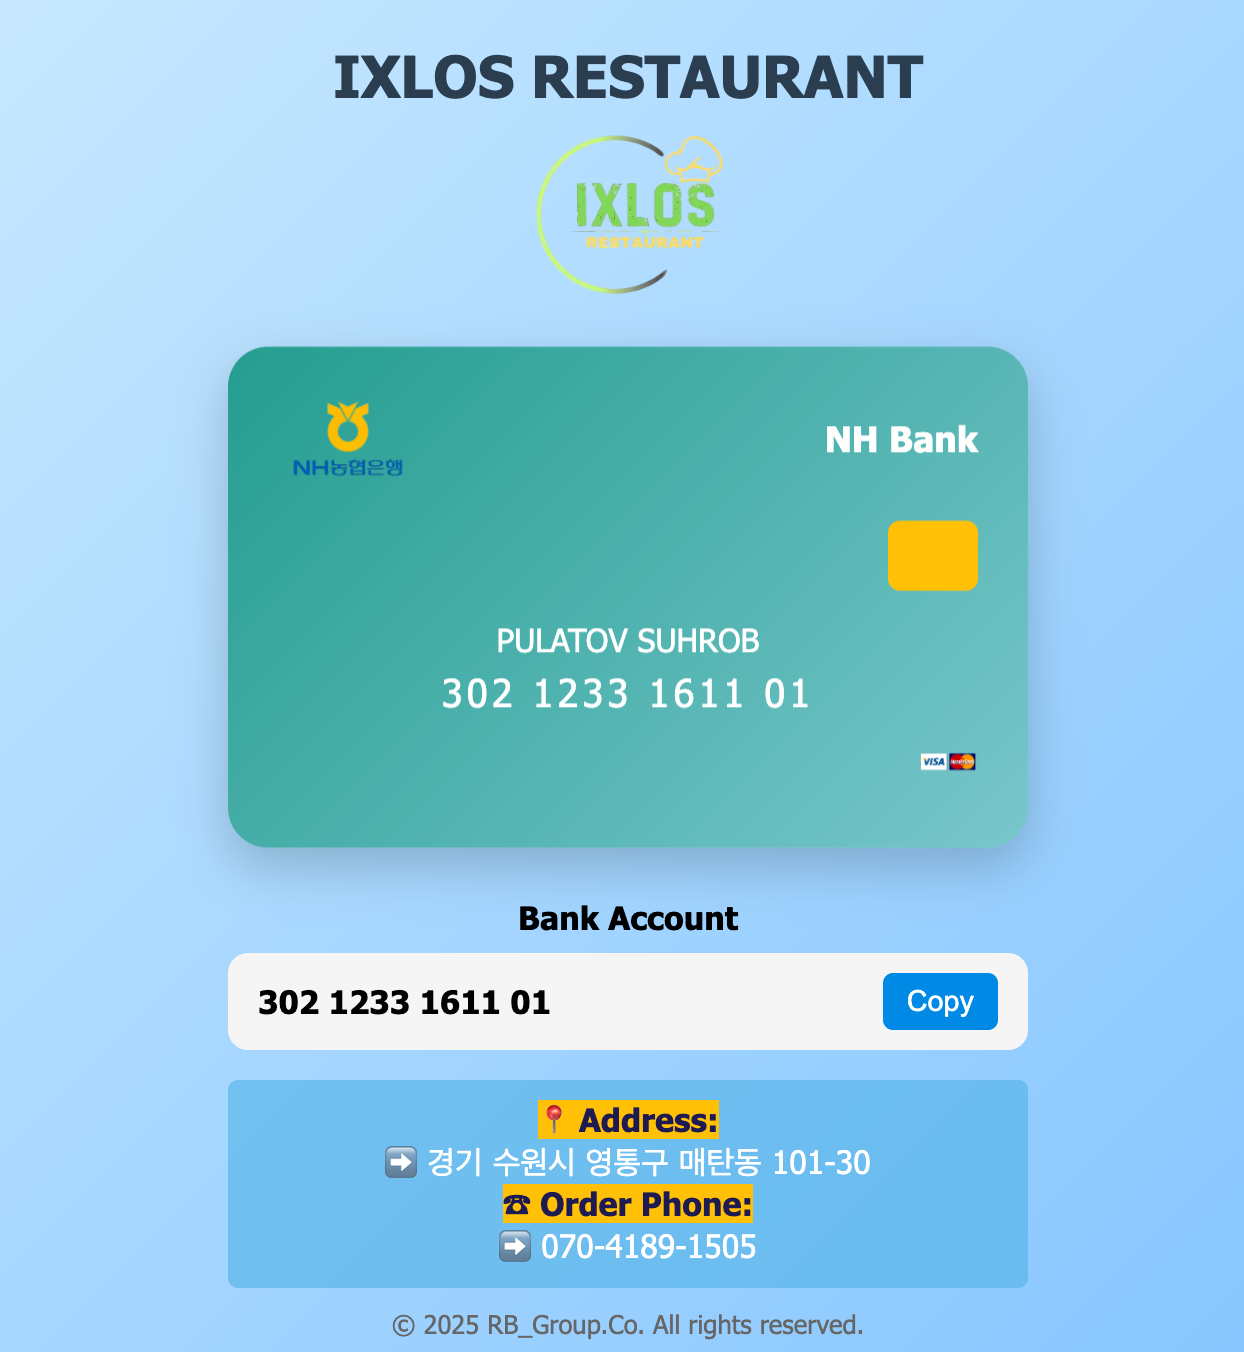 IXLOS RESTAURANT
IXLOS
RESTAURANT
NH농협은행
NH Bank
PULATOV SUHROB
302 1233 1611 01
VISA MasterCard
Bank Account
302 1233 1611 01
Copy
📍 Address:
➡️ 경기 수원시 영통구 매탄동 101-30
☎ Order Phone:
➡️ 070-4189-1505
© 2025 RB_Group.Co. All rights reserved.